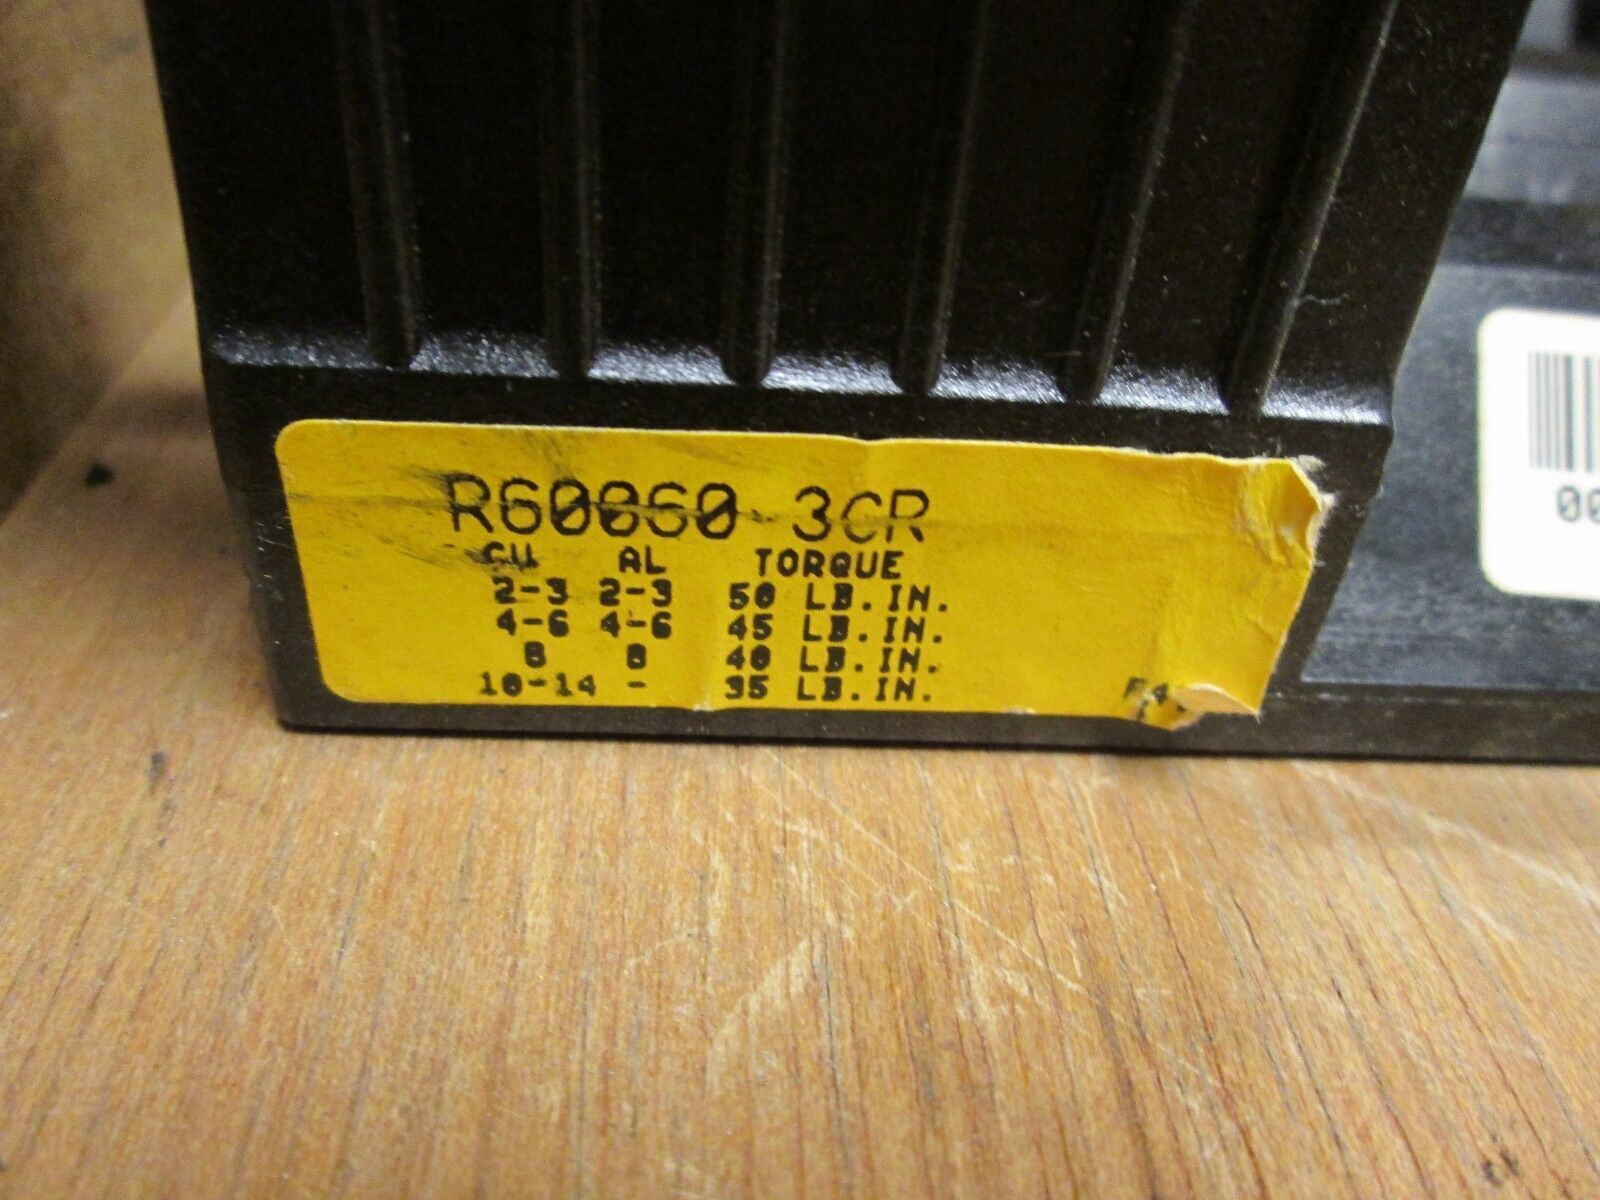 R60060-3CR
CU AL TORQUE
2-3 2-3 50 LB.IN.
4-6 4-6 45 LB.IN.
8 8 40 LB.IN.
10-14 - 35 LB.IN.
00